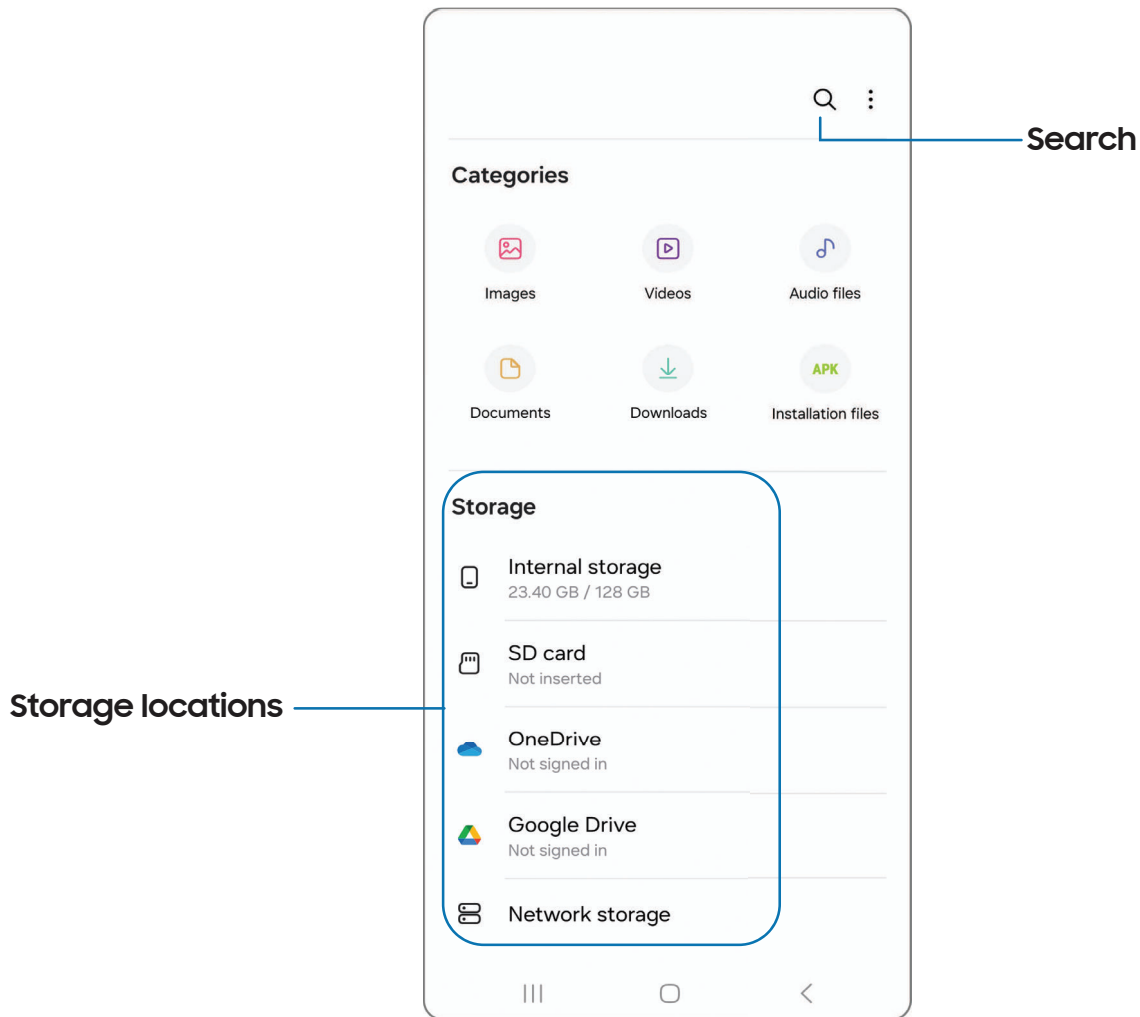 Search
Categories
Images Videos Audio files
APK
Documents Downloads Installation files
Storage
Internal storage
23.40 GB / 128 GB
SD card
Not inserted
Storage locations
OneDrive
Not signed in
Google Drive
Not signed in
Network storage